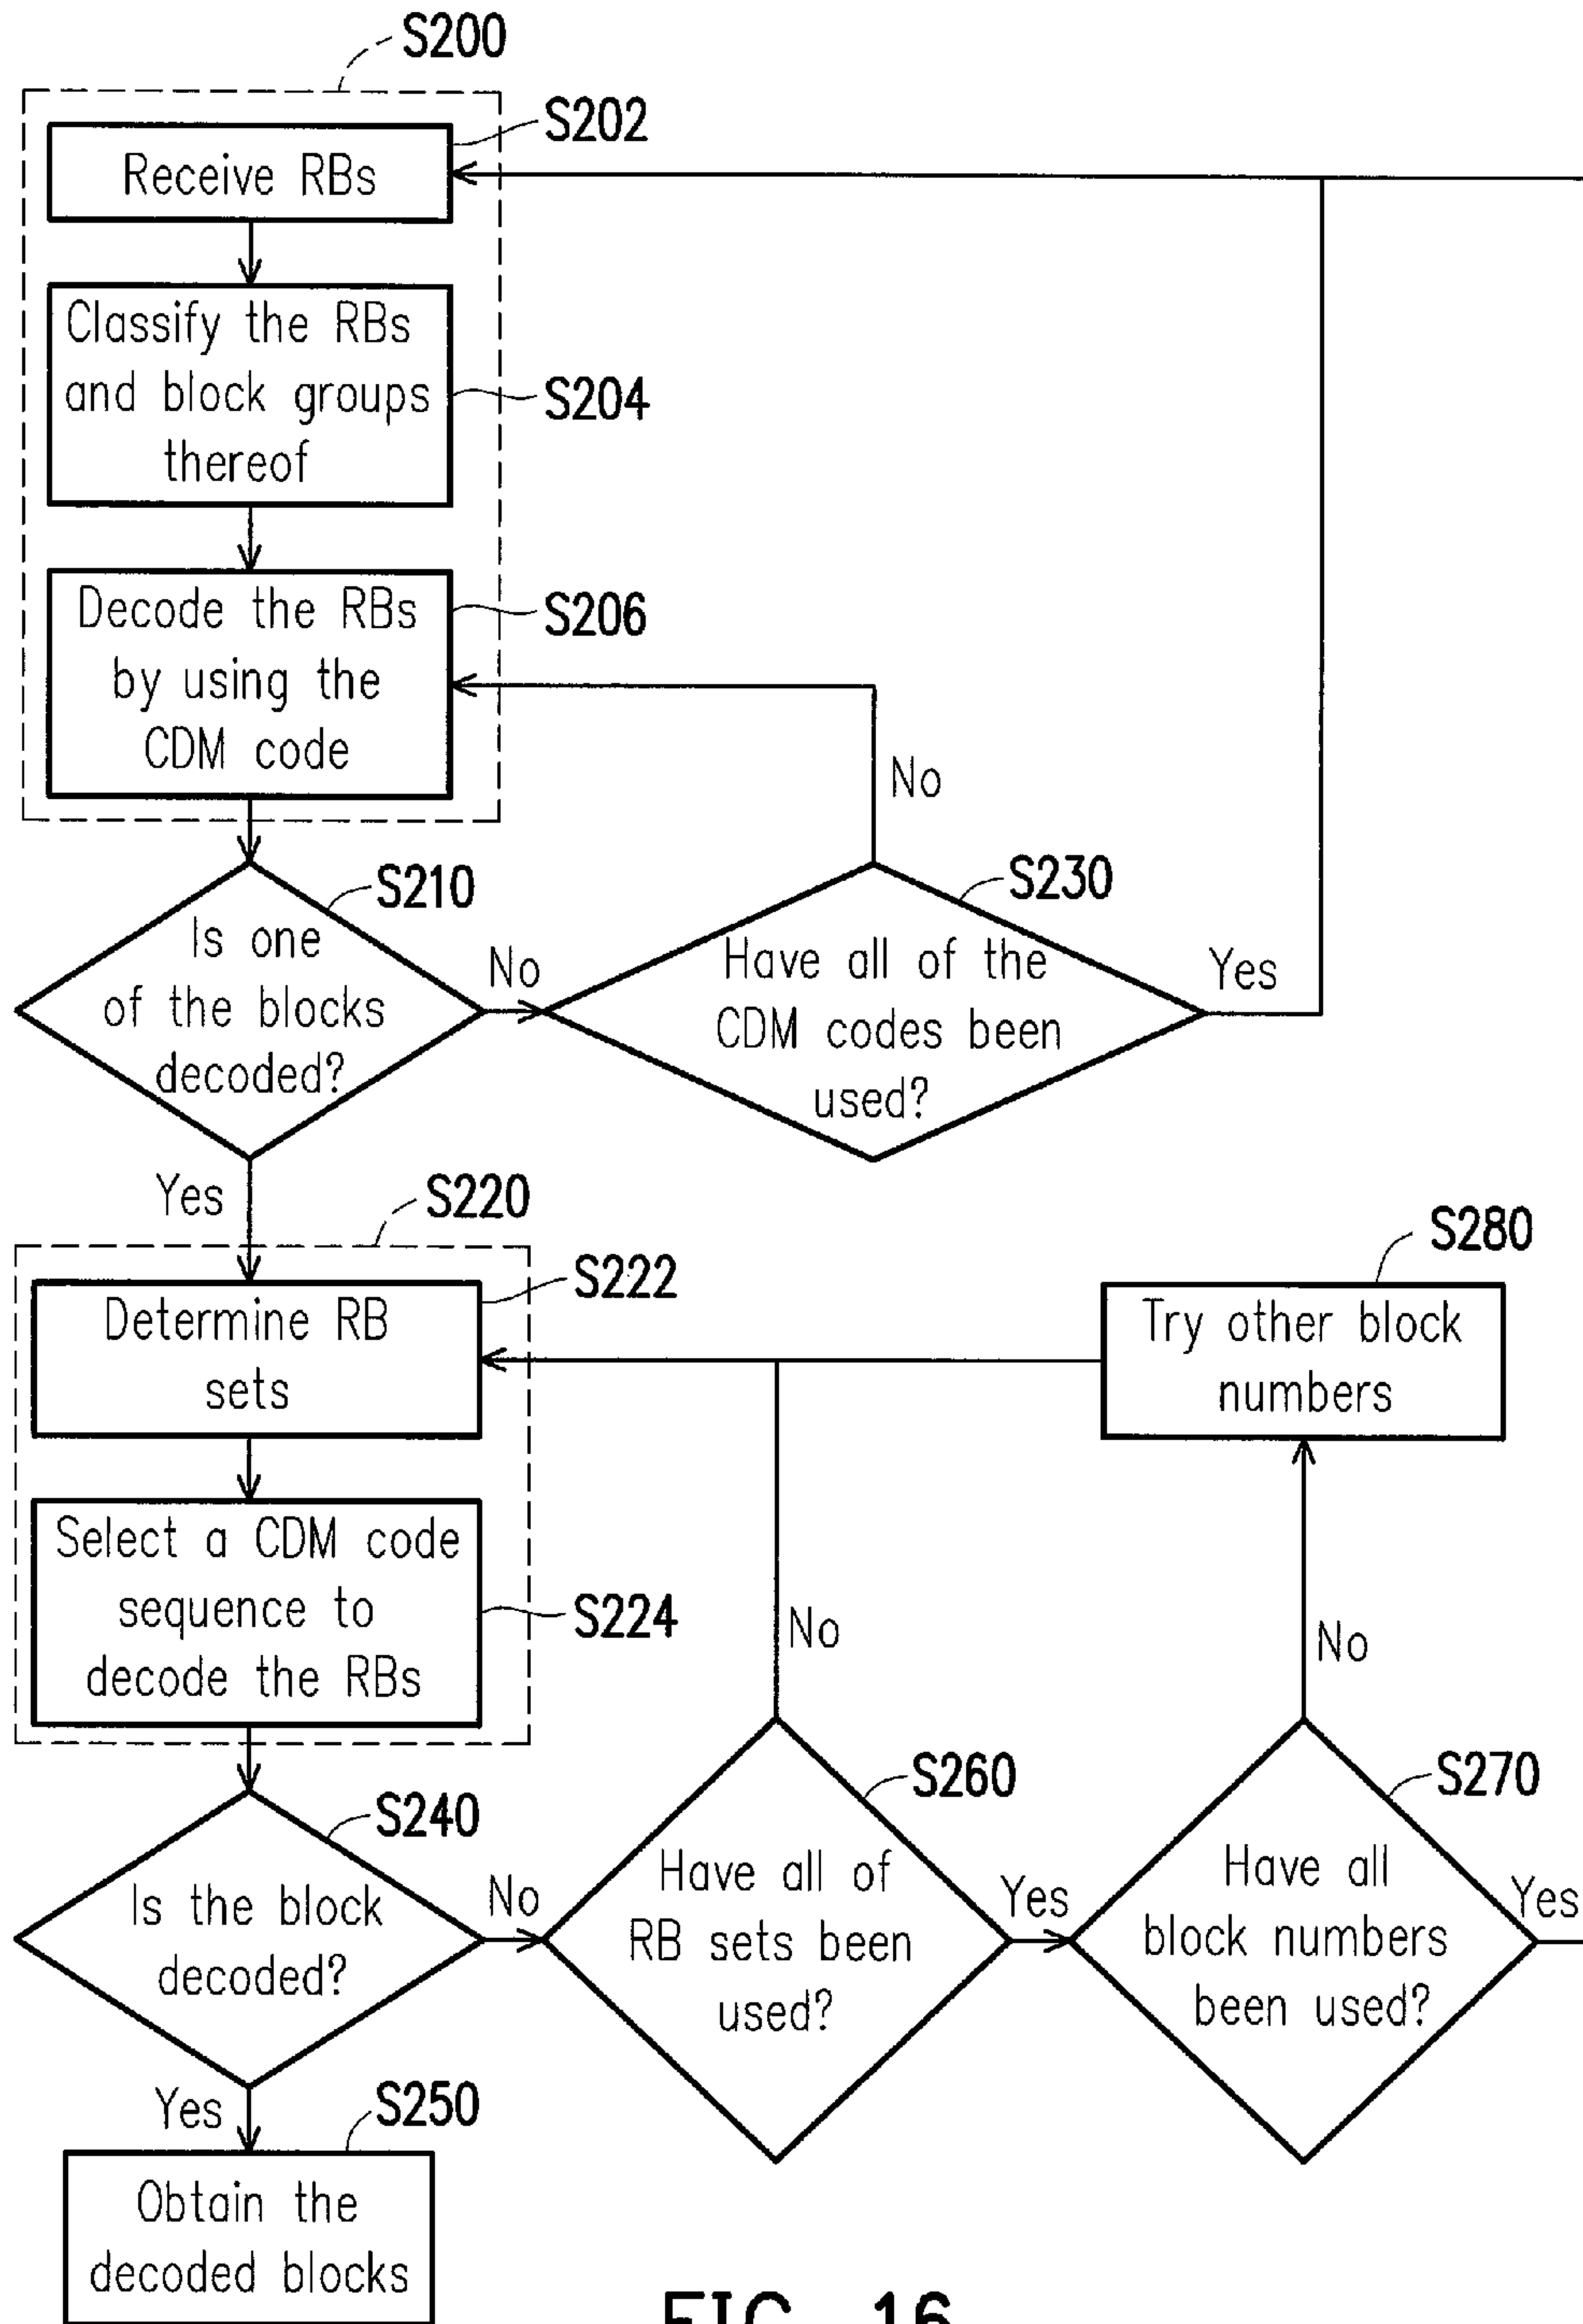 S200
S202
Receive RBs
Classify the RBs
and block groups
thereof
S204
Decode the RBs
by using the
CDM code
S206
No
S210
Is one
of the blocks
decoded?
No
S230
Have all of the
CDM codes been
used?
Yes
Yes
S220
S222
Determine RB
sets
S280
Try other block
numbers
Select a CDM code
sequence to
decode the RBs
S224
No
No
S240
Is the block
decoded?
No
S260
Have all of
RB sets been
used?
Yes
S270
Have all
block numbers
been used?
Yes
Yes
S250
Obtain the
decoded blocks
FIG. 16